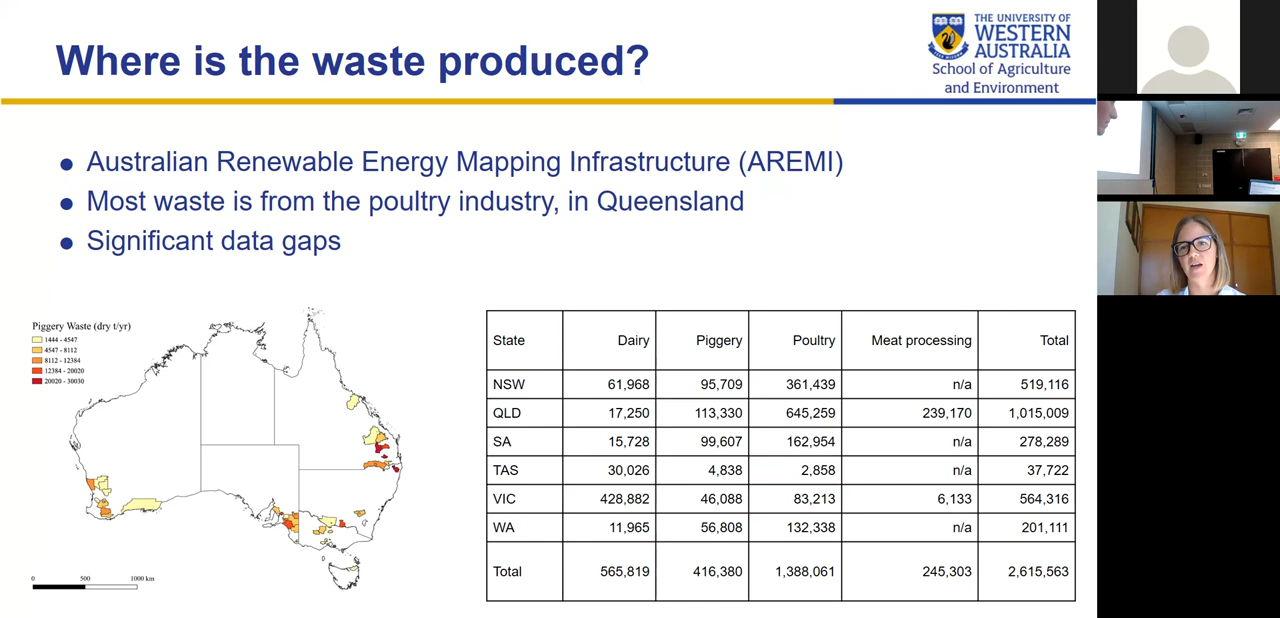 Where is the waste produced?
THE UNIVERSITY OF
WESTERN
AUSTRALIA
School of Agriculture
and Environment
● Australian Renewable Energy Mapping Infrastructure (AREMI)
● Most waste is from the poultry industry, in Queensland
● Significant data gaps
Piggery Waste (dry t/yr)
1444 - 4547
4547 - 8112
8112 - 12384
12384 - 20020
20020 - 30030
0 500 1000 km
State Dairy Piggery Poultry Meat processing Total
NSW 61,968 95,709 361,439 n/a 519,116
QLD 17,250 113,330 645,259 239,170 1,015,009
SA 15,728 99,607 162,954 n/a 278,289
TAS 30,026 4,838 2,858 n/a 37,722
VIC 428,882 46,088 83,213 6,133 564,316
WA 11,965 56,808 132,338 n/a 201,111
Total 565,819 416,380 1,388,061 245,303 2,615,563